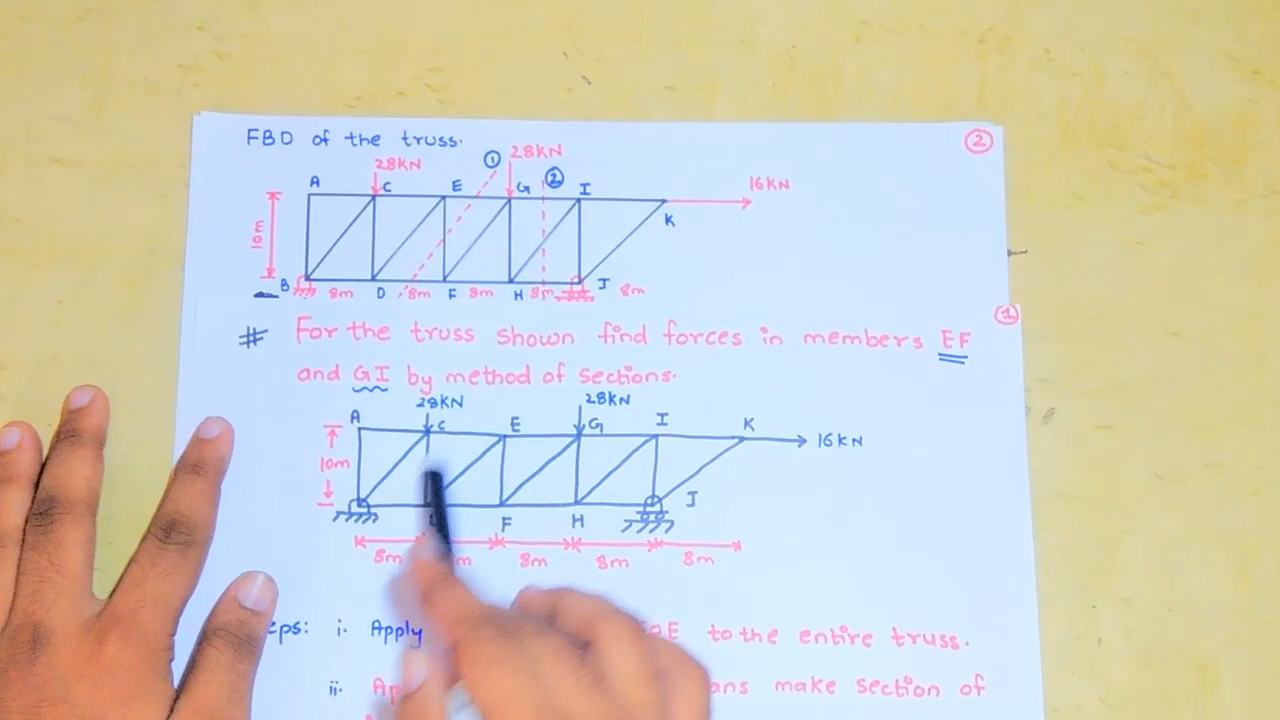 FBD of the truss. 2
28KN 1 28KN
A C E G 2 I 16KN
K
10m
B 8m D 8m F 8m H 8m J 8m
1
# For the truss shown find forces in members EF
and GI by method of sections.
28KN 28KN
A C E G I K 16KN
10m
F H J
8m 8m 8m 8m
i. Apply to the entire truss.
ii. make section of